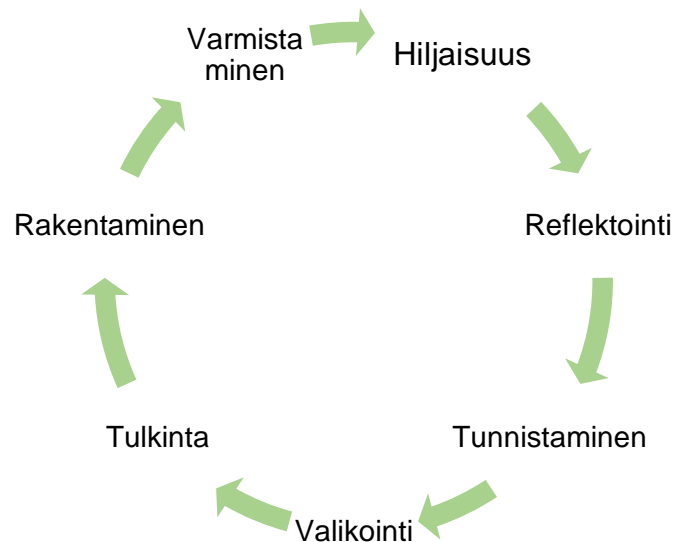 Varmista
minen
Hiljaisuus
Reflektointi
Tunnistaminen
Valikointi
Tulkinta
Rakentaminen